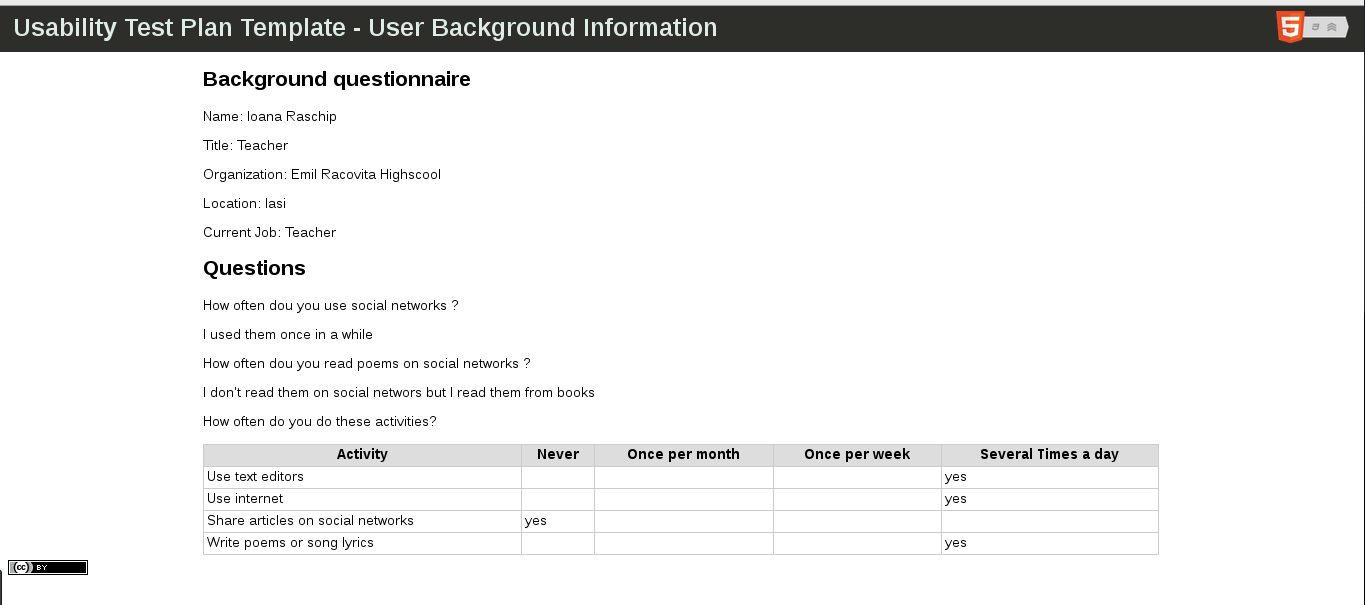 Usability Test Plan Template - User Background Information
5
Background questionnaire
Name: Ioana Raschip
Title: Teacher
Organization: Emil Racovita Highscool
Location: Iasi
Current Job: Teacher
Questions
How often dou you use social networks ?
I used them once in a while
How often dou you read poems on social networks ?
I don't read them on social networs but I read them from books
How often do you do these activities?
Activity Never Once per month Once per week Several Times a day
Use text editors yes
Use internet yes
Share articles on social networks yes
Write poems or song lyrics yes
(cc) BY